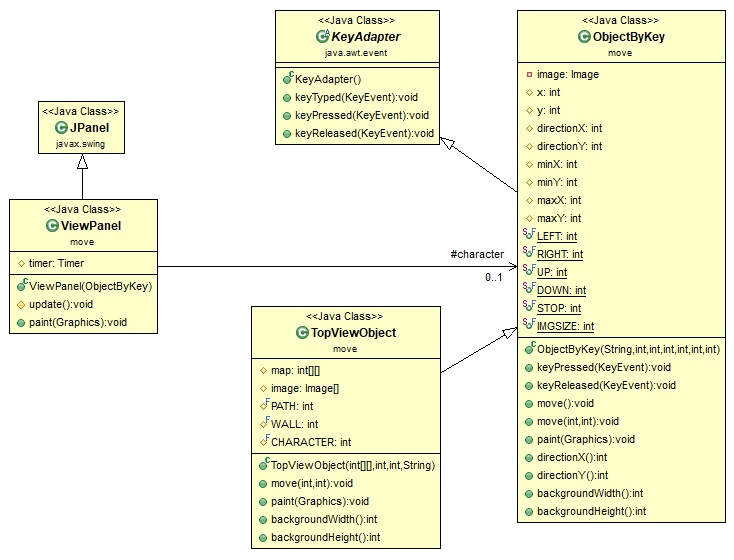 <<Java Class>>
KeyAdapter
java.awt.event
KeyAdapter()
keyTyped(KeyEvent):void
keyPressed(KeyEvent):void
keyReleased(KeyEvent):void
<<Java Class>>
ObjectByKey
move
image: Image
x: int
y: int
directionX: int
directionY: int
minX: int
minY: int
maxX: int
maxY: int
LEFT: int
RIGHT: int
UP: int
DOWN: int
STOP: int
IMGSIZE: int
ObjectByKey(String,int,int,int,int,int,int)
keyPressed(KeyEvent):void
keyReleased(KeyEvent):void
move():void
move(int,int):void
paint(Graphics):void
directionX():int
directionY():int
backgroundWidth():int
backgroundHeight():int
<<Java Class>>
JPanel
javax.swing
<<Java Class>>
ViewPanel
move
timer: Timer
ViewPanel(ObjectByKey)
update():void
paint(Graphics):void
#character
0..1
<<Java Class>>
TopViewObject
move
map: int[][]
image: Image[]
PATH: int
WALL: int
CHARACTER: int
TopViewObject(int[][],int,int,String)
move(int,int):void
paint(Graphics):void
backgroundWidth():int
backgroundHeight():int